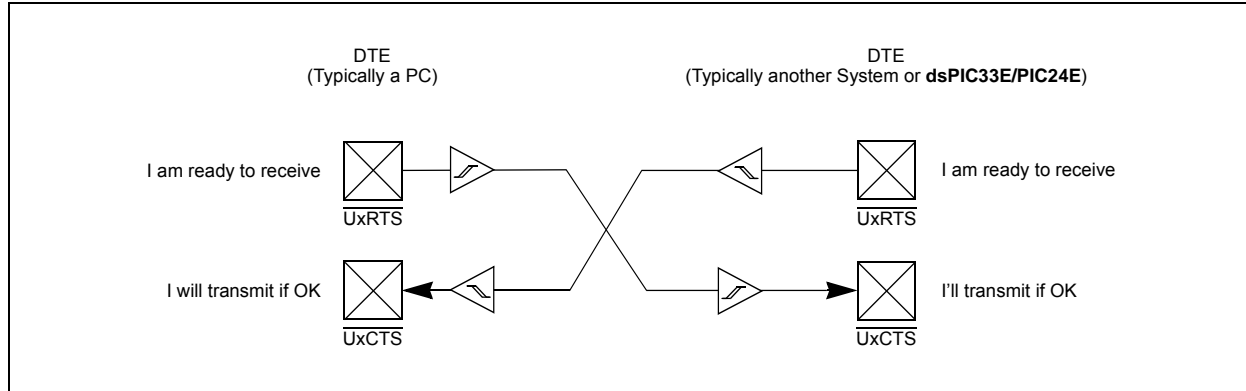 DTE
(Typically a PC)
DTE
(Typically another System or dsPIC33E/PIC24E)
I am ready to receive
UxRTS
I am ready to receive
UxRTS
I will transmit if OK
UxCTS
I'll transmit if OK
UxCTS